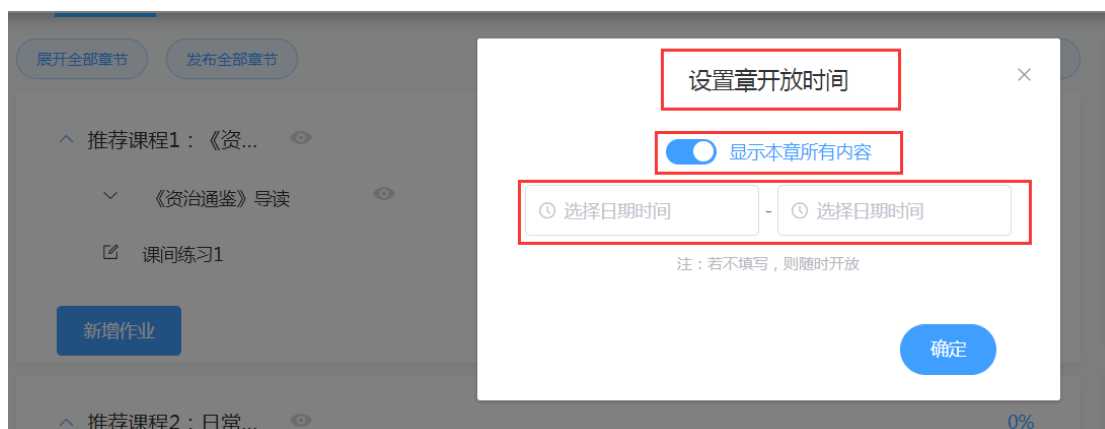 展开全部章节
发布全部章节
设置章开放时间
推荐课程1：《资...
显示本章所有内容
《资治通鉴》导读
选择日期时间 - 选择日期时间
课间练习1
注：若不填写，则随时开放
新增作业
确定
推荐课程2：日常...
0%